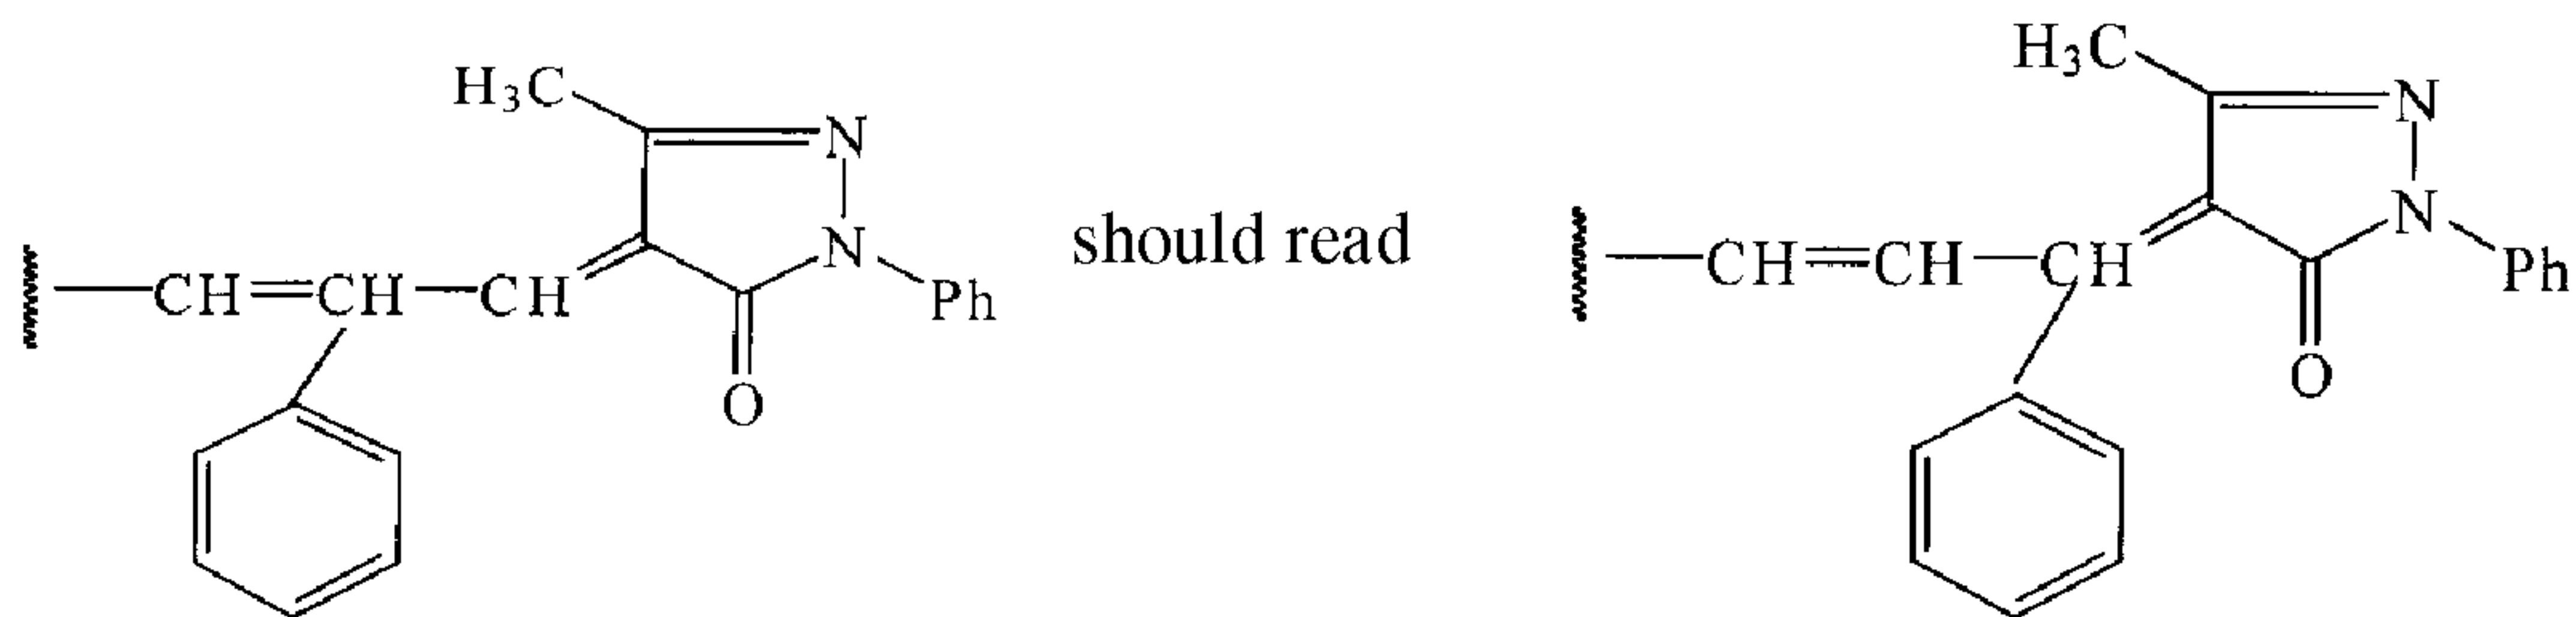 H₃C H₃C
N N
N should read N
CH=CH—CH Ph CH=CH—CH Ph
O O